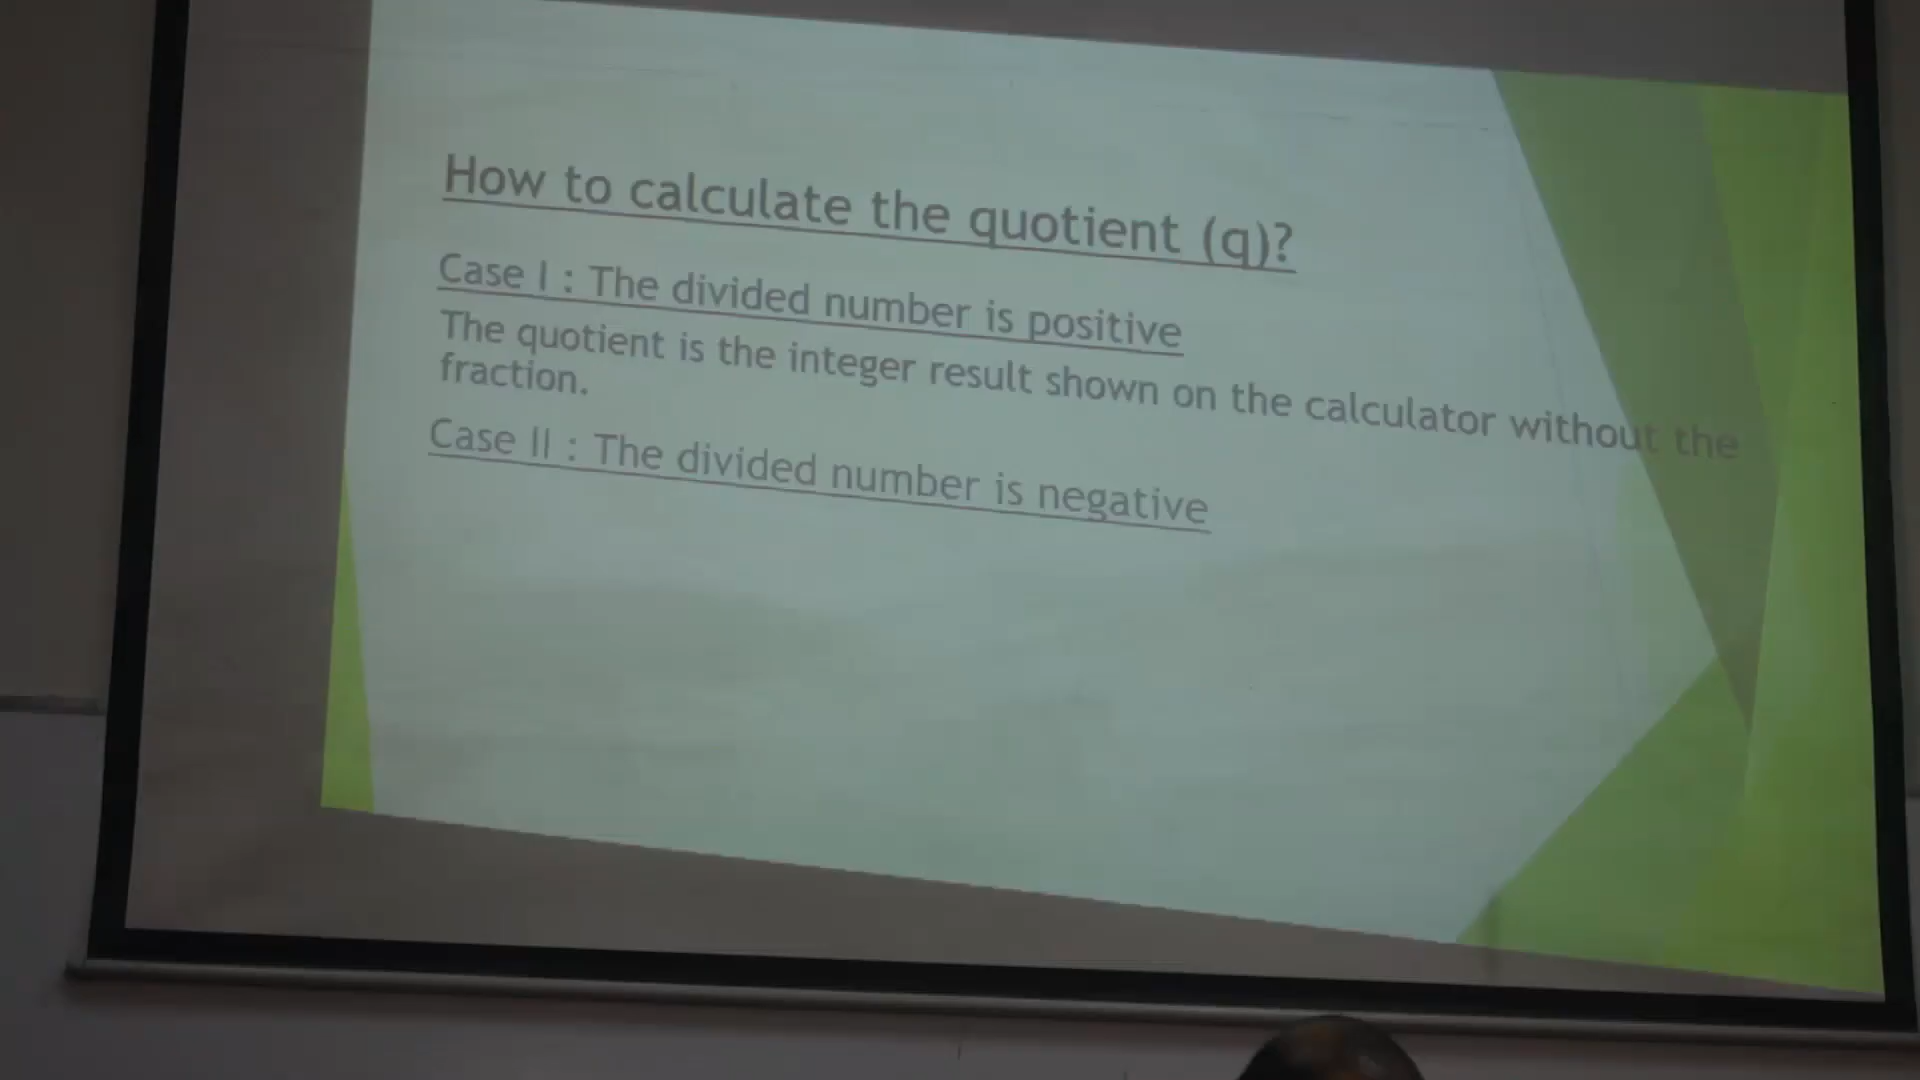 How to calculate the quotient (q)?
Case I : The divided number is positive
The quotient is the integer result shown on the calculator without the
fraction.
Case II : The divided number is negative